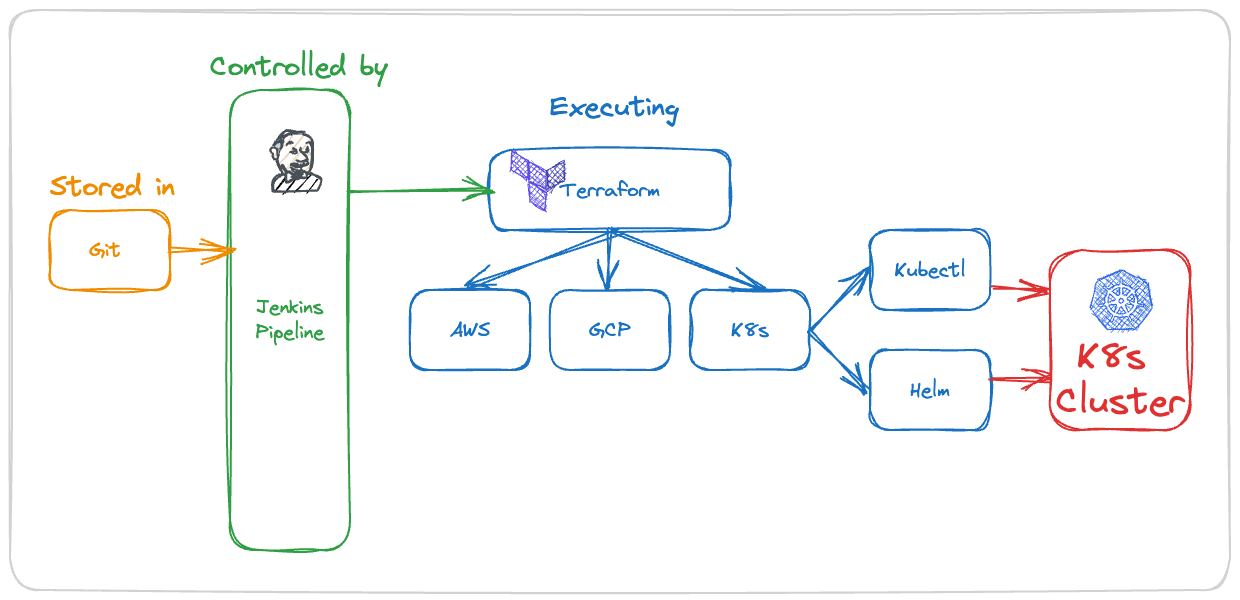 Controlled by
Executing
Stored in
Git
Jenkins
Pipeline
Terraform
AWS
GCP
K8s
Kubectl
Helm
K8s
Cluster